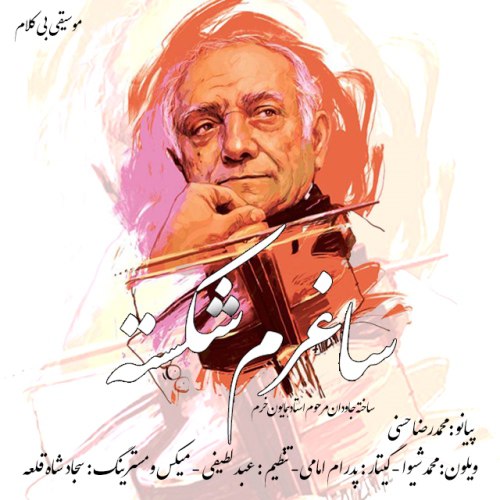 موسیقی بی کلام
ساغرم شکسته
ساخته جاودان مرحوم استاد همایون خرم
پیانو : محمدرضا حسنی
ویلون : محمد شیوا - گیتار : پدرام امامی - تنظیم : عبد لطیفی - میکس و مسترینگ : سجاد شاه قلعه